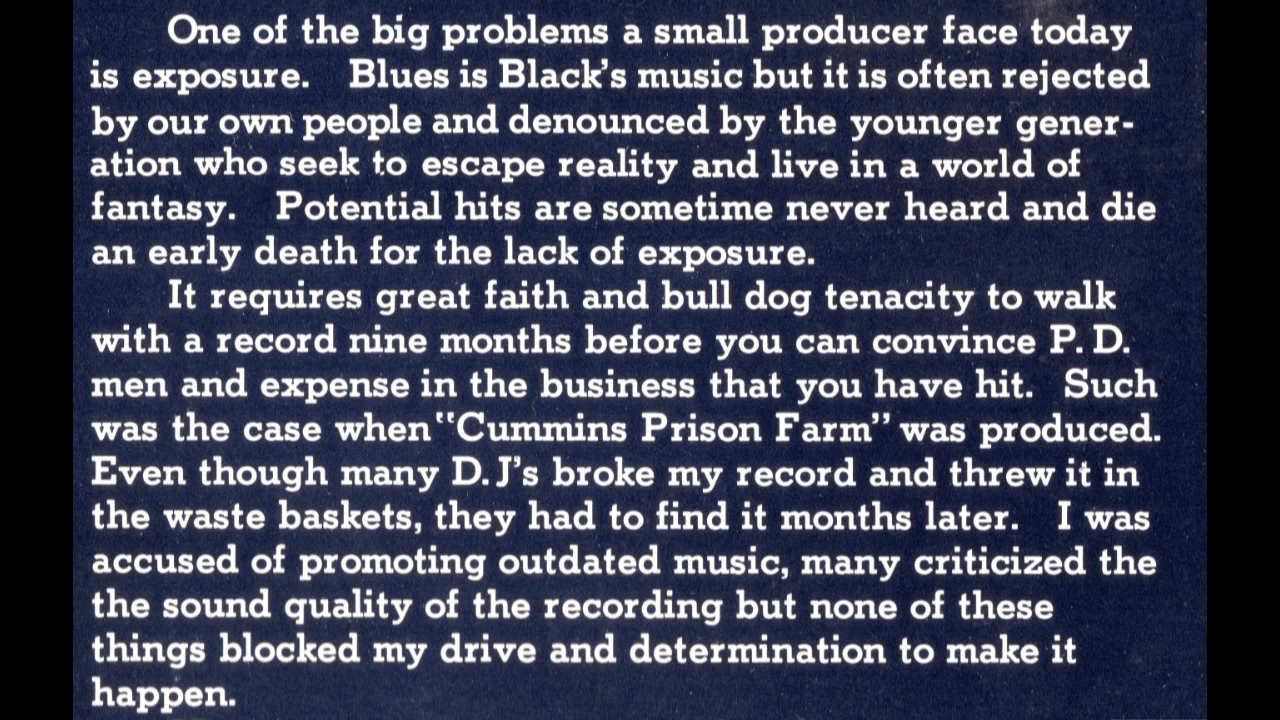 One of the big problems a small producer face today
is exposure. Blues is Black's music but it is often rejected
by our own people and denounced by the younger gener-
ation who seek to escape reality and live in a world of
fantasy. Potential hits are sometime never heard and die
an early death for the lack of exposure.
It requires great faith and bull dog tenacity to walk
with a record nine months before you can convince P. D.
men and expense in the business that you have hit. Such
was the case when "Cummins Prison Farm" was produced.
Even though many D. J's broke my record and threw it in
the waste baskets, they had to find it months later. I was
accused of promoting outdated music, many criticized the
the sound quality of the recording but none of these
things blocked my drive and determination to make it
happen.